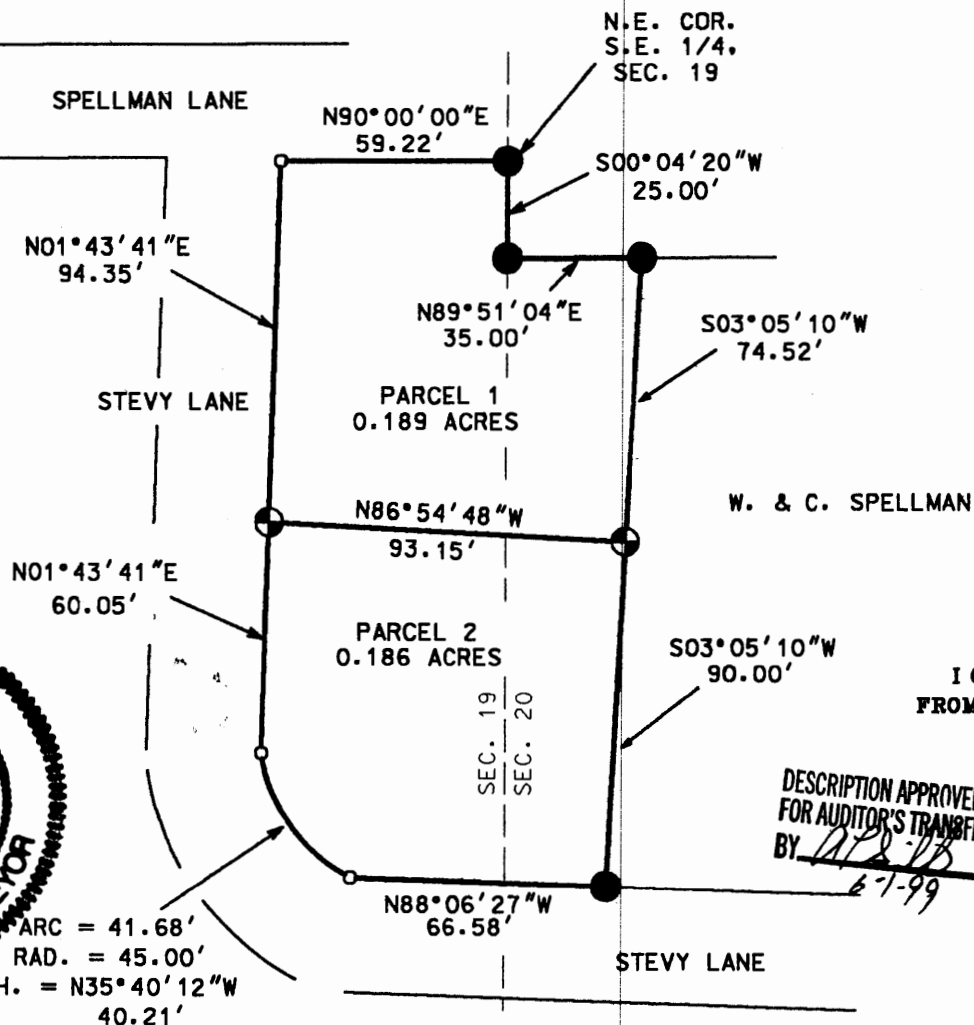 N.E. COR.
S.E. 1/4,
SEC. 19
SPELLMAN LANE
N90°00'00"E
59.22'
S00°04'20"W
25.00'
N01°43'41"E
94.35'
N89°51'04"E
35.00'
S03°05'10"W
74.52'
STEVY LANE
PARCEL 1
0.189 ACRES
W. & C. SPELLMAN
N86°54'48"W
93.15'
N01°43'41"E
60.05'
PARCEL 2
0.186 ACRES
S03°05'10"W
90.00'
SEC. 19
SEC. 20
FROM
DESCRIPTION APPROVE
FOR AUDITOR'S TRANSF
BY
6-1-99
YOR
ARC = 41.68'
RAD. = 45.00'
H. = N35°40'12"W
40.21'
N88°06'27"W
66.58'
STEVY LANE